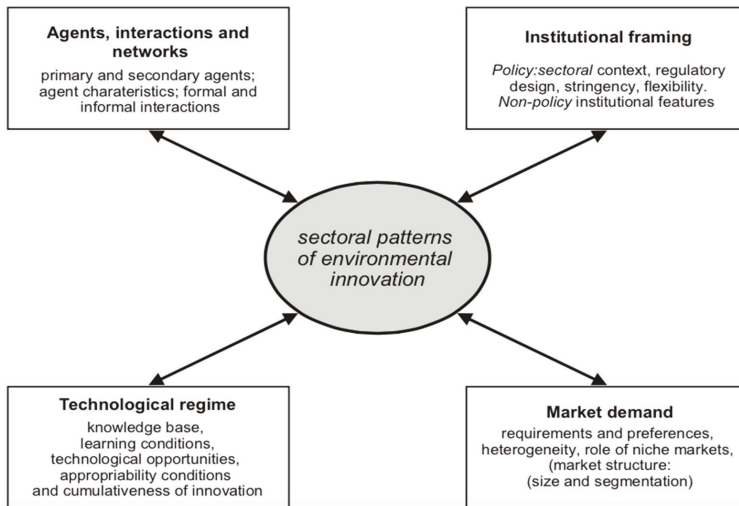 Agents, interactions and
networks
primary and secondary agents;
agent charateristics; formal and
informal interactions
Institutional framing
Policy:sectoral context, regulatory
design, stringency, flexibility.
Non-policy institutional features
sectoral patterns
of environmental
innovation
Technological regime
knowledge base,
learning conditions,
technological opportunities,
appropriability conditions
and cumulativeness of innovation
Market demand
requirements and preferences,
heterogeneity, role of niche markets,
(market structure:
(size and segmentation)